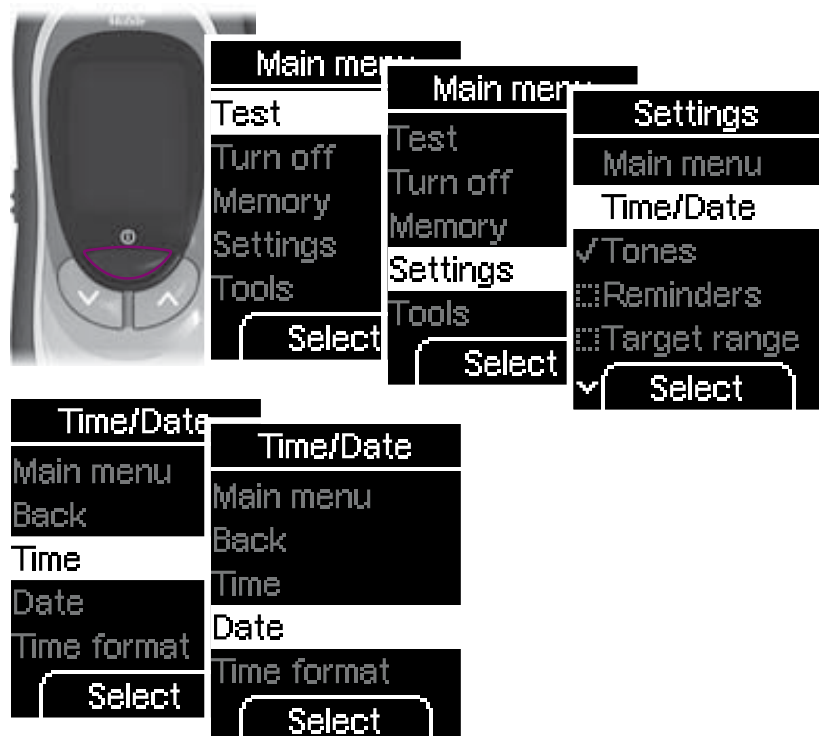 Mobile
Main menu
Test
Turn off
Memory
Settings
Tools
Select
Main menu
Test
Turn off
Memory
Settings
Tools
Select
Settings
Main menu
Time/Date
Tones
Reminders
Target range
Select
Time/Date
Main menu
Back
Time
Date
Time format
Select
Time/Date
Main menu
Back
Time
Date
Time format
Select